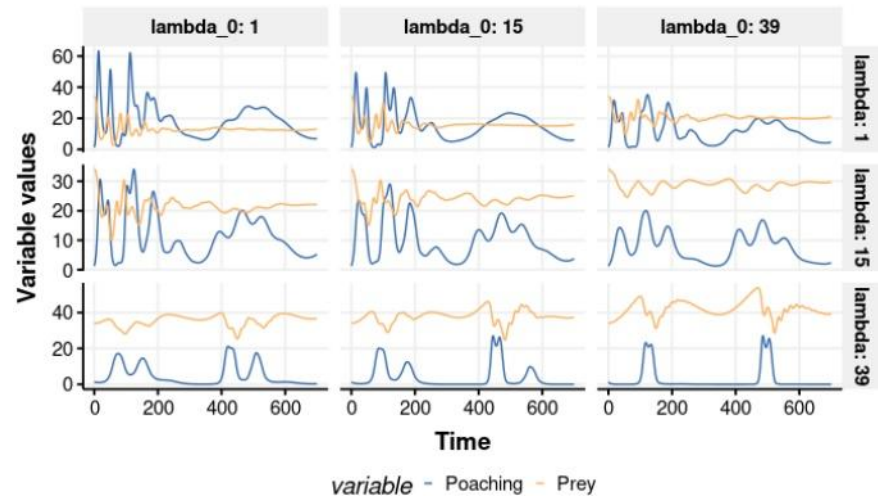 lambda_0: 1 lambda_0: 15 lambda_0: 39
60
40
20
0
lambda: 1
30
20
10
0
lambda: 15
40
20
0
lambda: 39
Variable values
0 200 400 600 0 200 400 600 0 200 400 600
Time
variable Poaching Prey